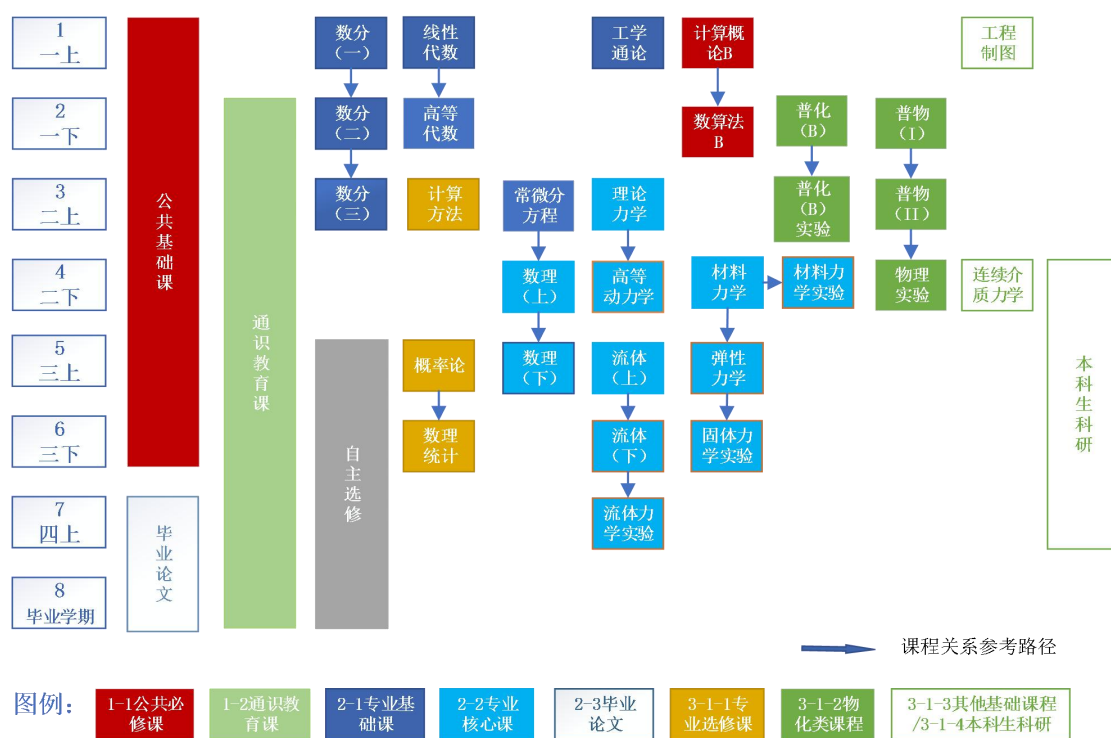 1
一上
数分
（一）
线性
代数
工学
通论
计算概
论B
工程
制图
2
一下
数分
（二）
高等
代数
数算法
B
普化
（B）
普物
（I）
3
二上
公共基础课
数分
（三）
计算
方法
常微分
方程
理论
力学
普化
（B）
实验
普物
（II）
4
二下
通识教育课
数理
（上）
高等
动力学
材料
力学
材料力
学实验
物理
实验
连续介
质力学
5
三上
概率论
数理
（下）
流体
（上）
弹性
力学
本科生科研
6
三下
自主选修
数理
统计
流体
（下）
固体力
学实验
7
四上
毕业论文
流体力
学实验
8
毕业学期
课程关系参考路径
图例：
1-1公共必
修课
1-2通识教
育课
2-1专业基
础课
2-2专业
核心课
2-3毕业
论文
3-1-1专
业选修课
3-1-2物
化类课程
3-1-3其他基础课程
/3-1-4本科生科研